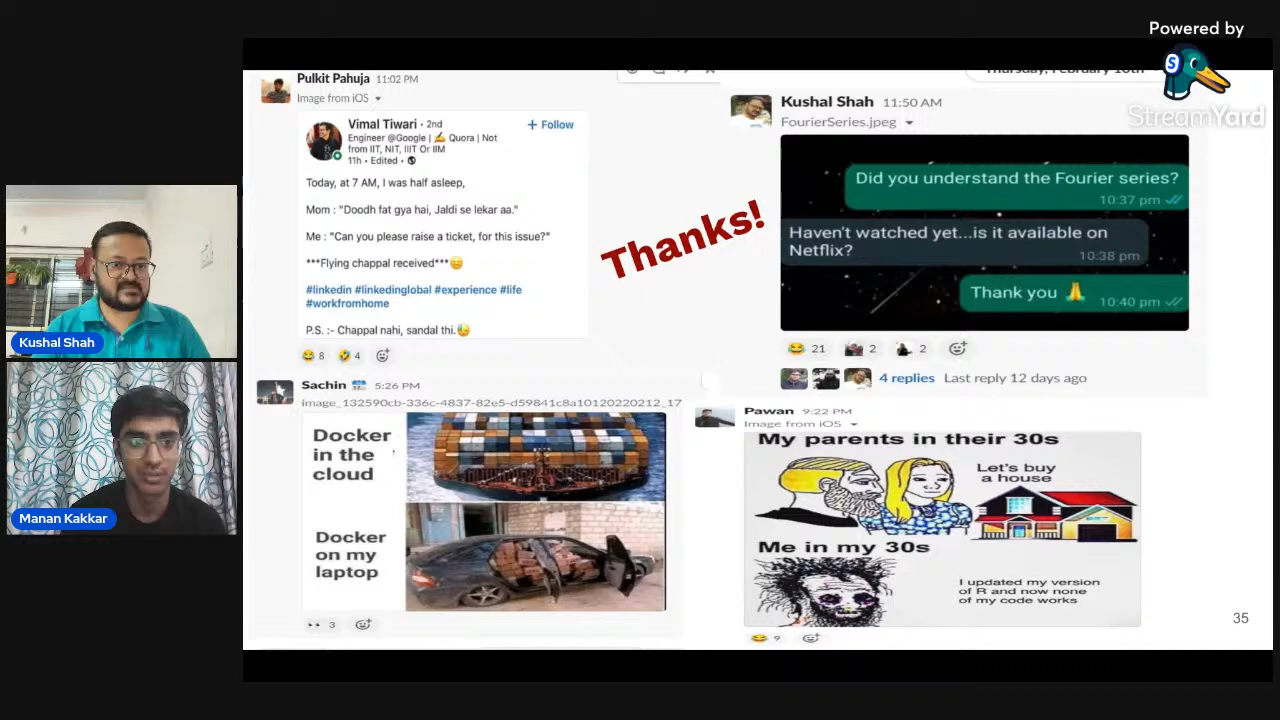 Powered by
StreamYard
Kushal Shah
Manan Kakkar
Pulkit Pahuja 11:02 PM
Image from iOS
Vimal Tiwari · 2nd
+ Follow
Engineer @Google | ✍ Quora | Not
from IIT, NIT, IIIT Or IIM
11h • Edited •
Today, at 7 AM, I was half asleep,
Mom : "Doodh fat gya hai, Jaldi se lekar aa."
Me : "Can you please raise a ticket, for this issue?"
***Flying chappal received***😑
#linkedin #linkedinglobal #experience #life
#workfromhome
P.S. :- Chappal nahi, sandal thi.😓
😂 8 🤣 4
Thanks!
Kushal Shah 11:50 AM
FourierSeries.jpeg
Did you understand the Fourier series?
10:37 pm
Haven't watched yet...is it available on
Netflix?
10:38 pm
Thank you 🙏
10:40 pm
😂 21 2 2
4 replies Last reply 12 days ago
Sachin 5:26 PM
image_132590cb-336c-4837-82e5-d59841c8a10120220212_17
Docker
in the
cloud
Docker
on my
laptop
👀 3
Pawan 9:22 PM
Image from iOS
My parents in their 30s
Let's buy
a house
Me in my 30s
I updated my version
of R and now none
of my code works
😂 9
35